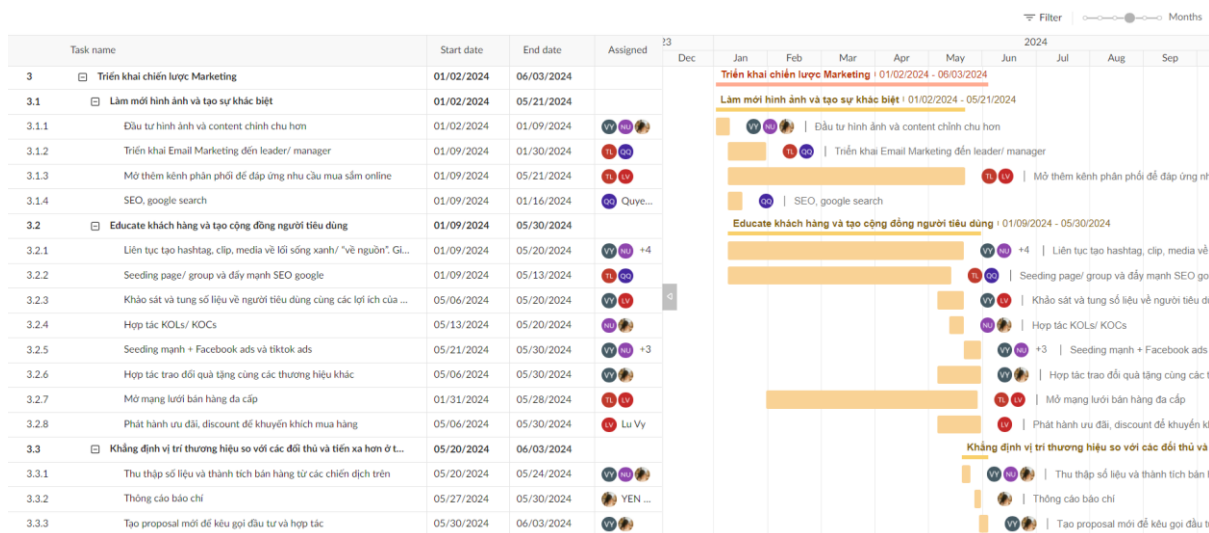 Filter Months
Task name Start date End date Assigned 23 2024
Dec Jan Feb Mar Apr May Jun Jul Aug Sep
3 Triển khai chiến lược Marketing 01/02/2024 06/03/2024 Triển khai chiến lược Marketing 01/02/2024 - 06/03/2024
3.1 Làm mới hình ảnh và tạo sự khác biệt 01/02/2024 05/21/2024 Làm mới hình ảnh và tạo sự khác biệt 01/02/2024 - 05/21/2024
3.1.1 Đầu tư hình ảnh và content chỉnh chu hơn 01/02/2024 01/09/2024 VY NU VY NU | Đầu tư hình ảnh và content chỉnh chu hơn
3.1.2 Triển khai Email Marketing đến leader/ manager 01/09/2024 01/30/2024 TL QQ TL QQ | Triển khai Email Marketing đến leader/ manager
3.1.3 Mở thêm kênh phân phối để đáp ứng nhu cầu mua sắm online 01/09/2024 05/21/2024 TL LV TL LV | Mở thêm kênh phân phối để đáp ứng nh
3.1.4 SEO, google search 01/09/2024 01/16/2024 QQ Quye... QQ | SEO, google search
3.2 Educate khách hàng và tạo cộng đồng người tiêu dùng 01/09/2024 05/30/2024 Educate khách hàng và tạo cộng đồng người tiêu dùng 01/09/2024 - 05/30/2024
3.2.1 Liên tục tạo hashtag, clip, media về lối sống xanh/ "về nguồn". Gi... 01/09/2024 05/20/2024 VY NU +4 VY NU +4 | Liên tục tạo hashtag, clip, media về
3.2.2 Seeding page/ group và đẩy mạnh SEO google 01/09/2024 05/13/2024 TL QQ TL QQ | Seeding page/ group và đẩy mạnh SEO go
3.2.3 Khảo sát và tung số liệu về người tiêu dùng cùng các lợi ích của ... 05/06/2024 05/20/2024 VY LV VY LV | Khảo sát và tung số liệu về người tiêu dù
3.2.4 Hợp tác KOLs/ KOCs 05/13/2024 05/20/2024 NU NU | Hợp tác KOLs/ KOCs
3.2.5 Seeding mạnh + Facebook ads và tiktok ads 05/21/2024 05/30/2024 VY NU +3 VY NU +3 | Seeding mạnh + Facebook ads
3.2.6 Hợp tác trao đổi quà tặng cùng các thương hiệu khác 05/06/2024 05/30/2024 VY VY | Hợp tác trao đổi quà tặng cùng các t
3.2.7 Mở mạng lưới bán hàng đa cấp 01/31/2024 05/28/2024 TL LV TL LV | Mở mạng lưới bán hàng đa cấp
3.2.8 Phát hành ưu đãi, discount để khuyến khích mua hàng 05/06/2024 05/30/2024 LV Lu Vy LV | Phát hành ưu đãi, discount để khuyến kh
3.3 Khẳng định vị trí thương hiệu so với các đối thủ và tiến xa hơn ở t... 05/20/2024 06/03/2024 Khẳng định vị trí thương hiệu so với các đối thủ và
3.3.1 Thu thập số liệu và thành tích bán hàng từ các chiến dịch trên 05/20/2024 05/24/2024 VY NU VY NU | Thu thập số liệu và thành tích bán
3.3.2 Thông cáo báo chí 05/27/2024 05/30/2024 YEN ... | Thông cáo báo chí
3.3.3 Tạo proposal mới để kêu gọi đầu tư và hợp tác 05/30/2024 06/03/2024 VY VY | Tạo proposal mới để kêu gọi đầu